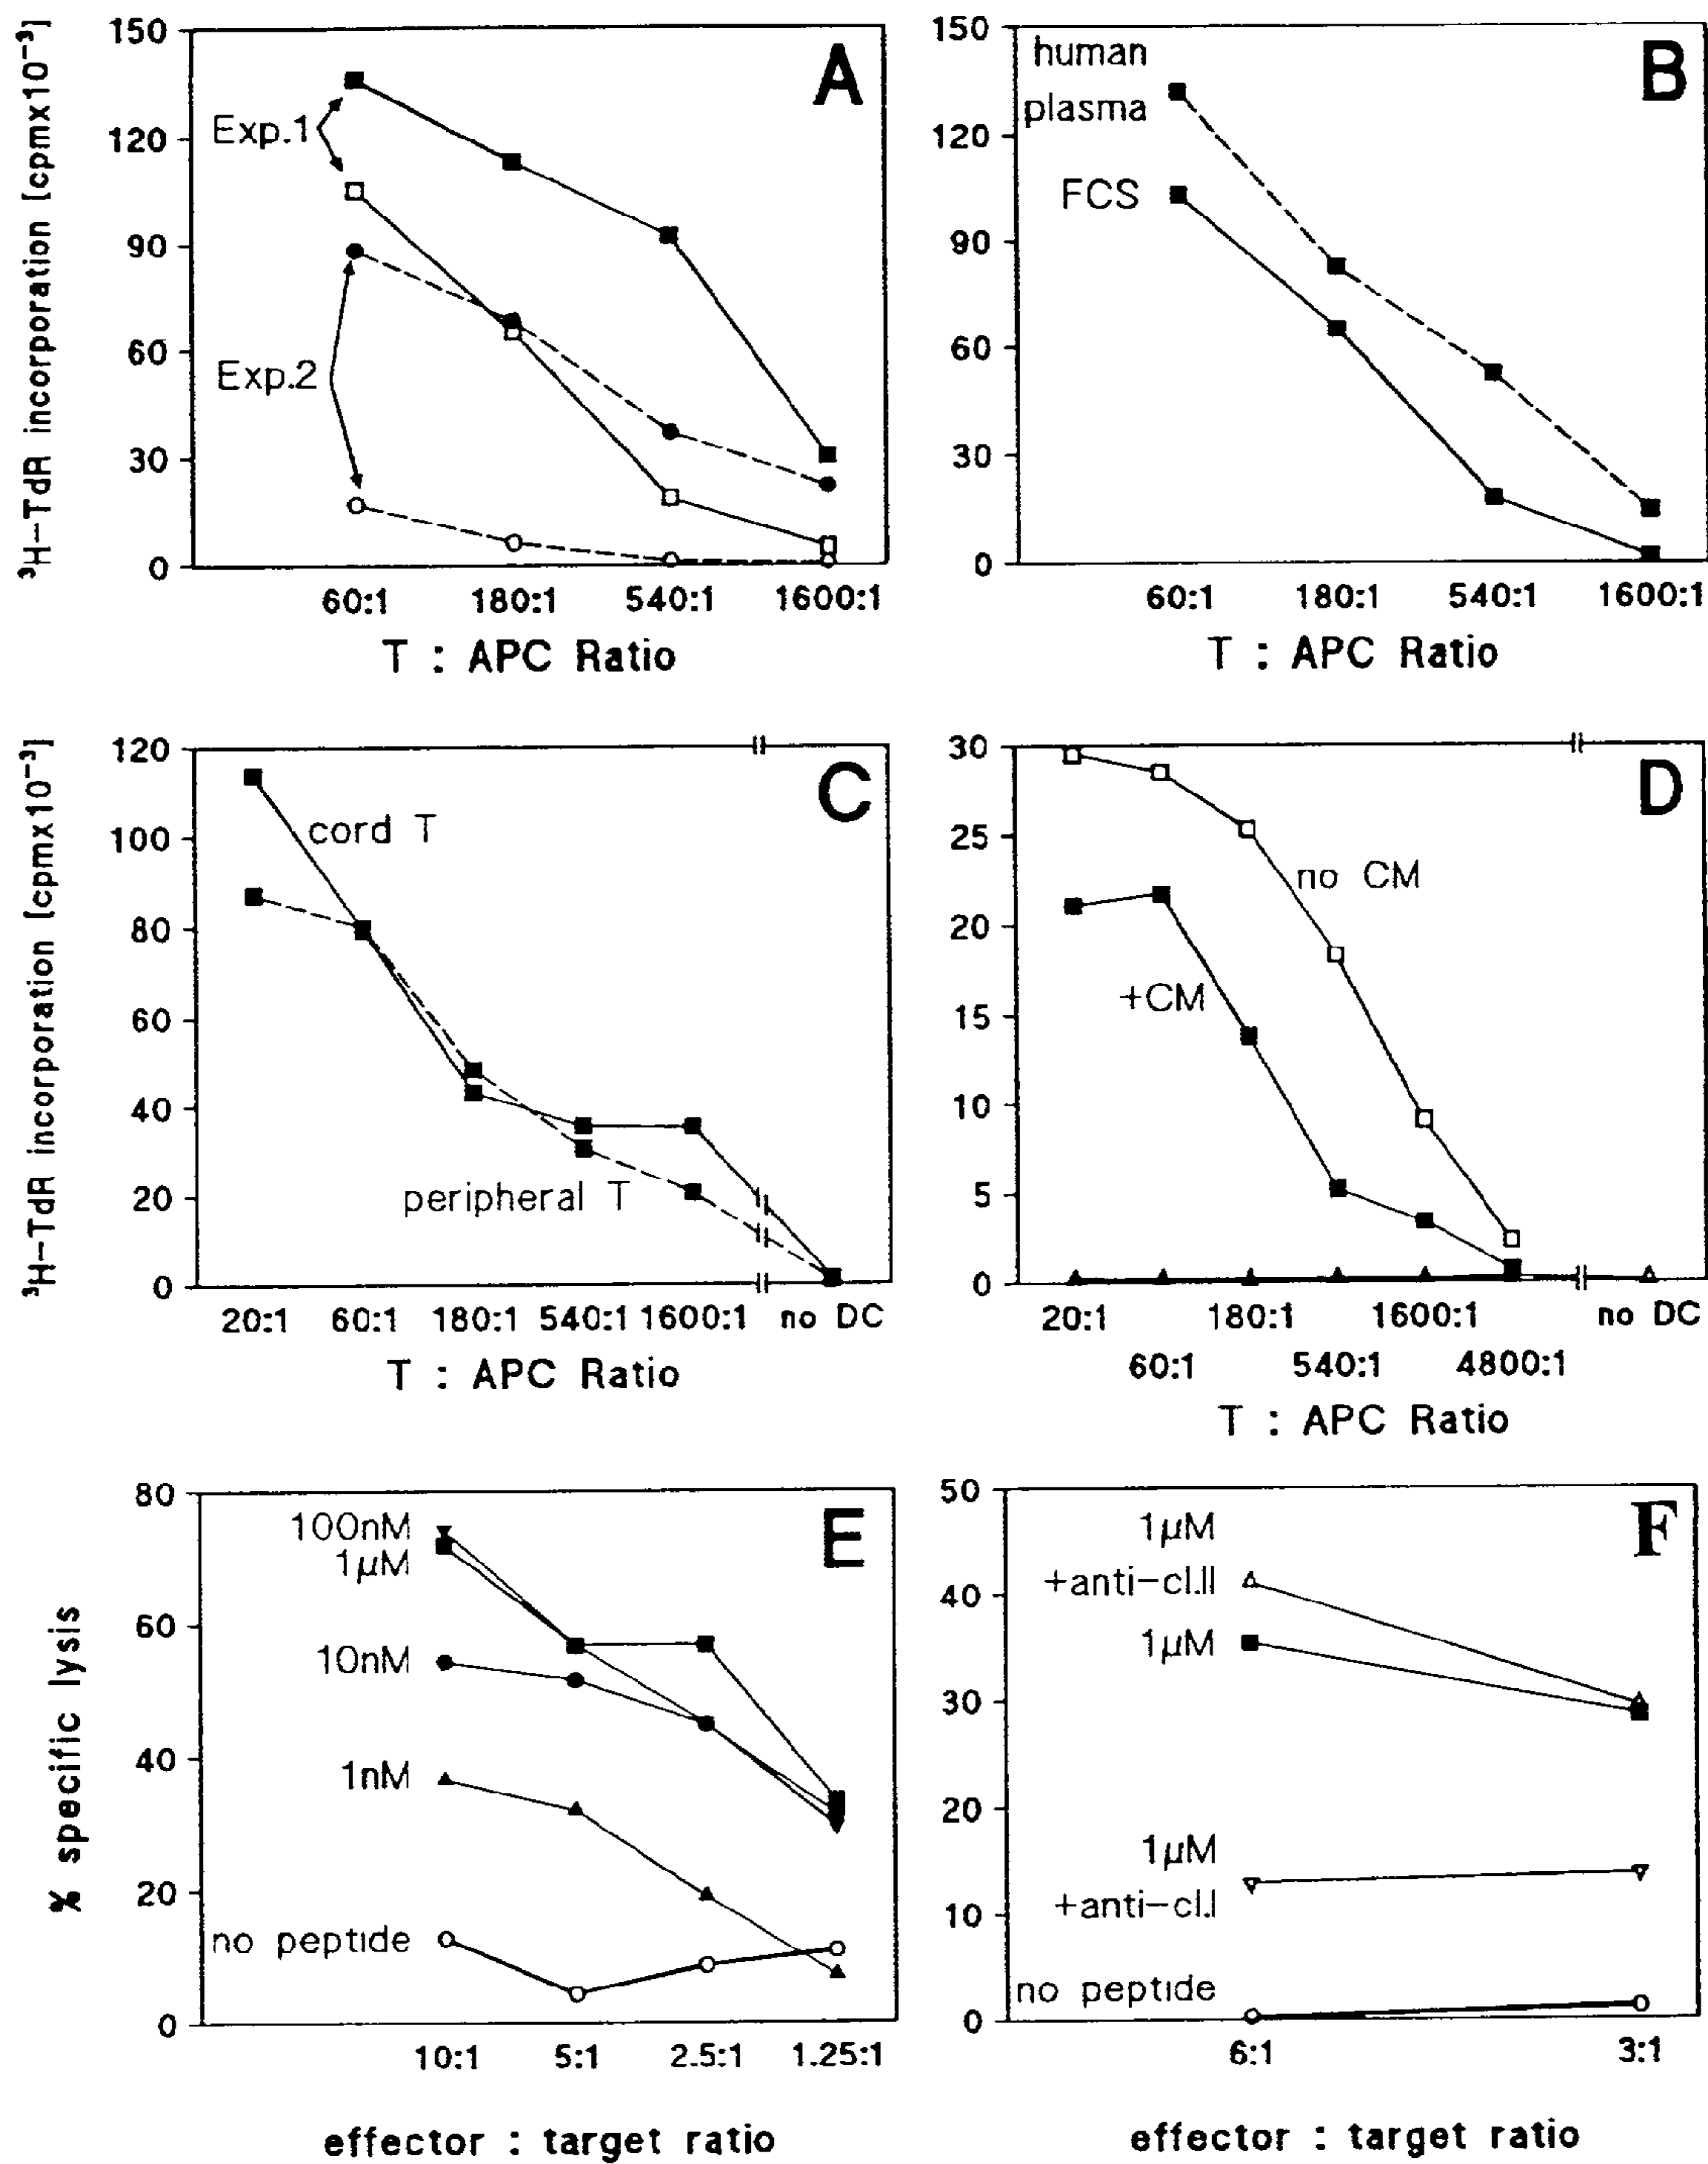 A
³H-TdR incorporation [cpmx10⁻³]
150
120
90
60
30
0
Exp.1
Exp.2
60:1 180:1 540:1 1600:1
T : APC Ratio
B
150
120
90
60
30
0
human
plasma
FCS
60:1 180:1 540:1 1600:1
T : APC Ratio
C
³H-TdR incorporation [cpmx10⁻³]
120
100
80
60
40
20
0
cord T
peripheral T
20:1 60:1 180:1 540:1 1600:1 no DC
T : APC Ratio
D
30
25
20
15
10
5
0
no CM
+CM
20:1 180:1 1600:1 no DC
60:1 540:1 4800:1
T : APC Ratio
E
% specific lysis
80
60
40
20
0
100nM
1µM
10nM
1nM
no peptide
10:1 5:1 2.5:1 1.25:1
effector : target ratio
F
50
40
30
20
10
0
1µM
+anti-cl.II
1µM
1µM
+anti-cl.I
no peptide
6:1 3:1
effector : target ratio